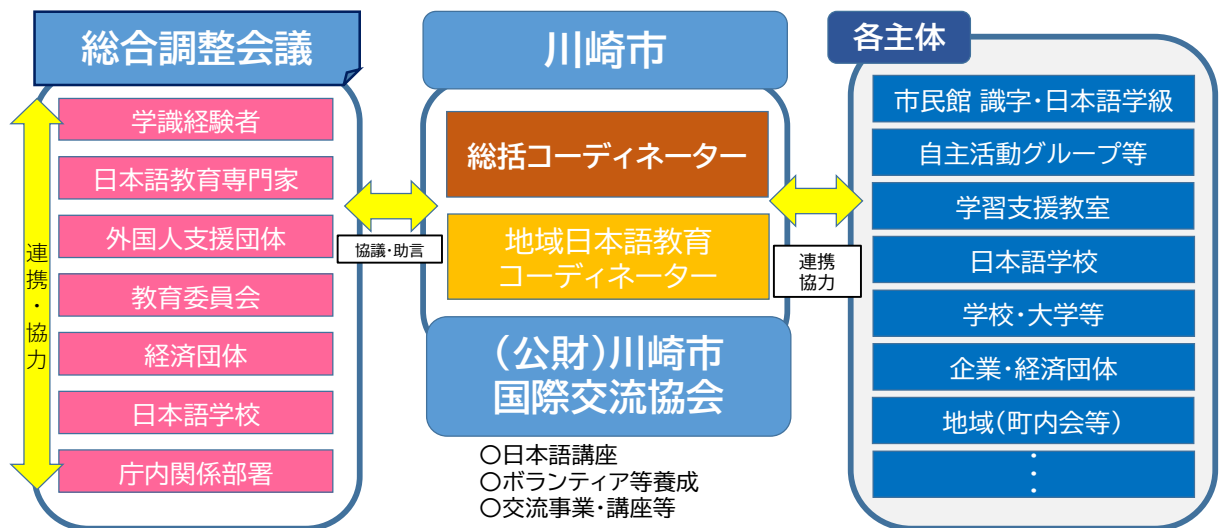 総合調整会議
学識経験者
日本語教育専門家
外国人支援団体
教育委員会
経済団体
日本語学校
庁内関係部署
連携・協力
協議・助言
川崎市
総括コーディネーター
地域日本語教育
コーディネーター
（公財）川崎市
国際交流協会
〇日本語講座
〇ボランティア等養成
〇交流事業・講座等
連携
協力
各主体
市民館 識字・日本語学級
自主活動グループ等
学習支援教室
日本語学校
学校・大学等
企業・経済団体
地域（町内会等）
⋮